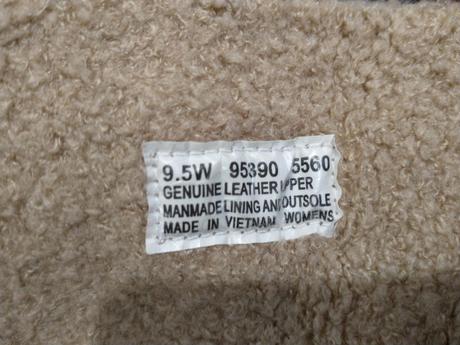 9.5W 95390 5560
GENUINE LEATHER UPPER
MANMADE LINING AND OUTSOLE
MADE IN VIETNAM WOMENS